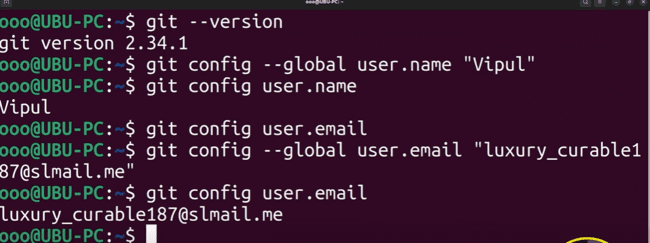 ooo@UBU-PC: ~
ooo@UBU-PC:~$ git --version
git version 2.34.1
ooo@UBU-PC:~$ git config --global user.name "Vipul"
ooo@UBU-PC:~$ git config user.name
Vipul
ooo@UBU-PC:~$ git config user.email
ooo@UBU-PC:~$ git config --global user.email "luxury_curable1
87@slmail.me"
ooo@UBU-PC:~$ git config user.email
luxury_curable187@slmail.me
ooo@UBU-PC:~$